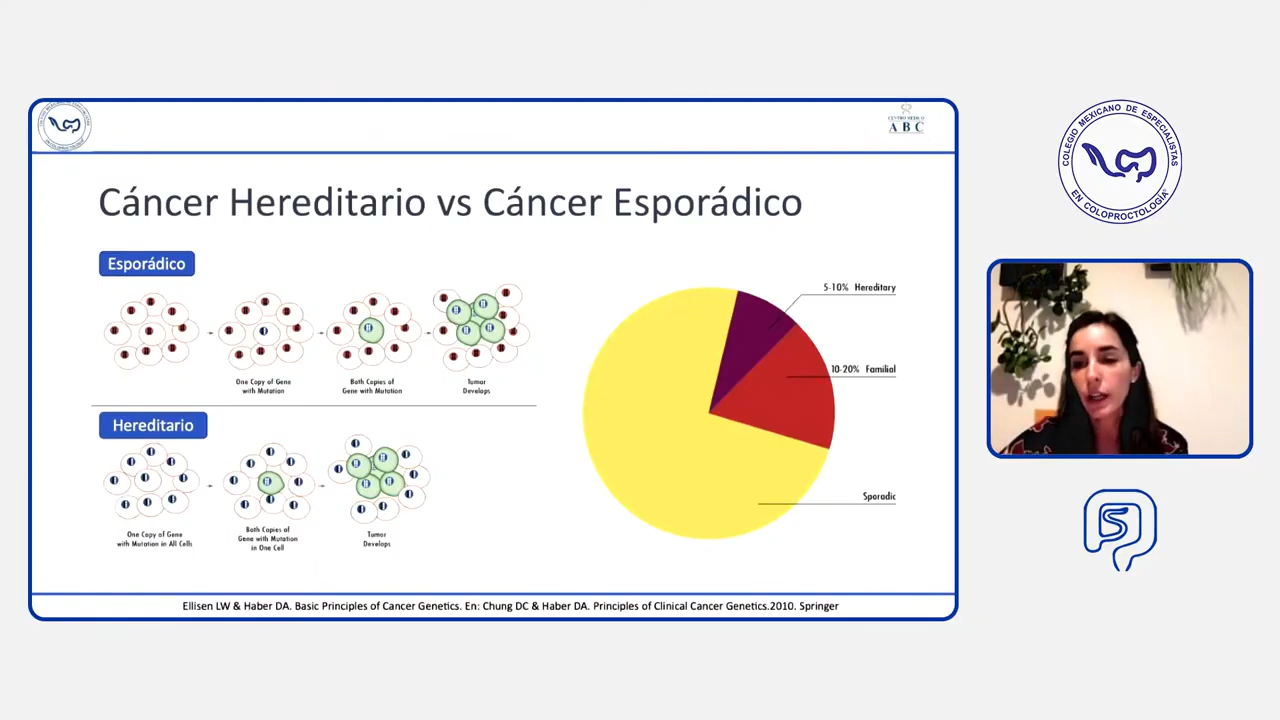 CENTRO MEDICO
A B C
Cáncer Hereditario vs Cáncer Esporádico
Esporádico
One Copy of Gene
with Mutation
Both Copies of
Gene with Mutation
Tumor
Develops
Hereditario
One Copy of Gene
with Mutation in All Cells
Both Copies of
Gene with Mutation
in One Cell
Tumor
Develops
5-10% Hereditary
10-20% Familial
Sporadic
Ellisen LW & Haber DA. Basic Principles of Cancer Genetics. En: Chung DC & Haber DA. Principles of Clinical Cancer Genetics.2010. Springer
COLEGIO MEXICANO DE ESPECIALISTAS
EN COLOPROCTOLOGÍA